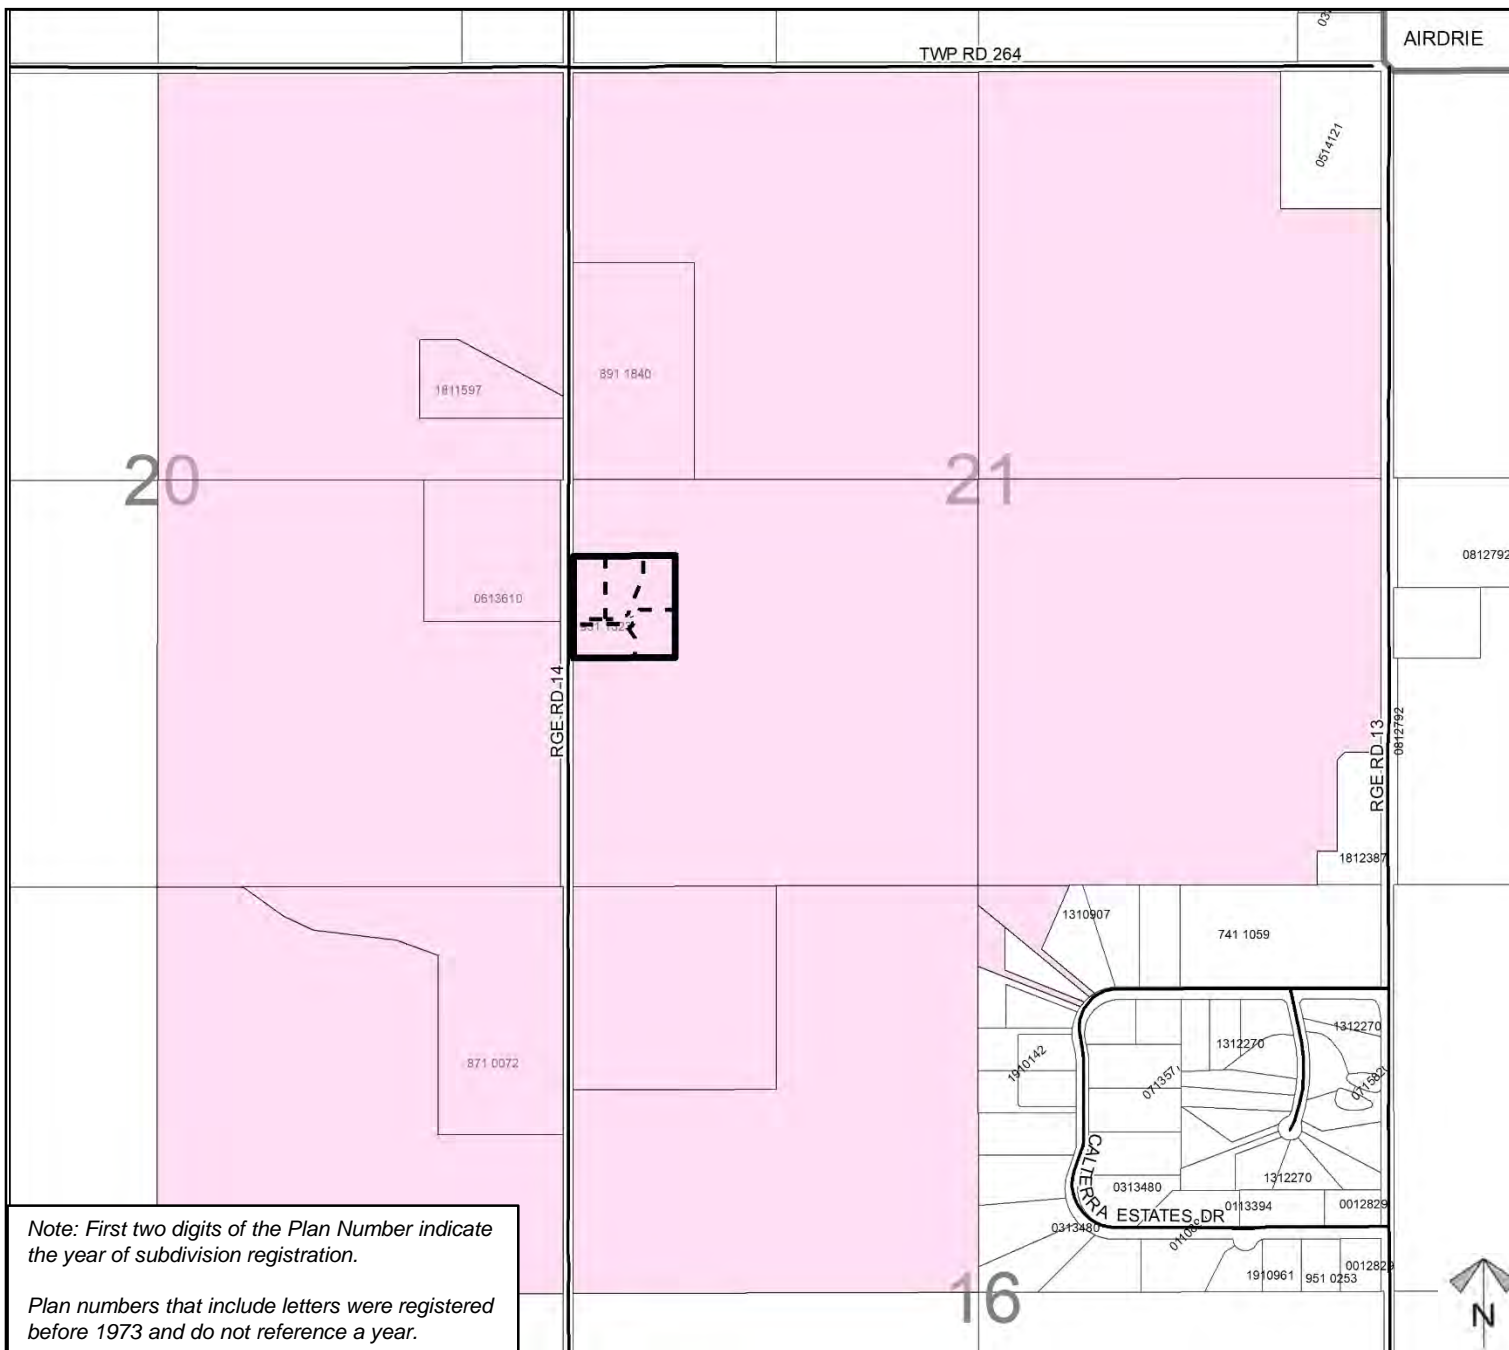 03
AIRDRIE
TWP RD 264
0514121
891 1840
1811597
20
21
0812792
0613610
RGE-RD-14
RGE-RD-13
0812792
1812387
1310907
741 1059
871 0072
1312270
1312270
1910142
CALTERRA ESTATES DR
1312270
0313480
0113394
0012829
0313480
0012829
1910961
951 0253
16
N
Note: First two digits of the Plan Number indicate
the year of subdivision registration.
Plan numbers that include letters were registered
before 1973 and do not reference a year.